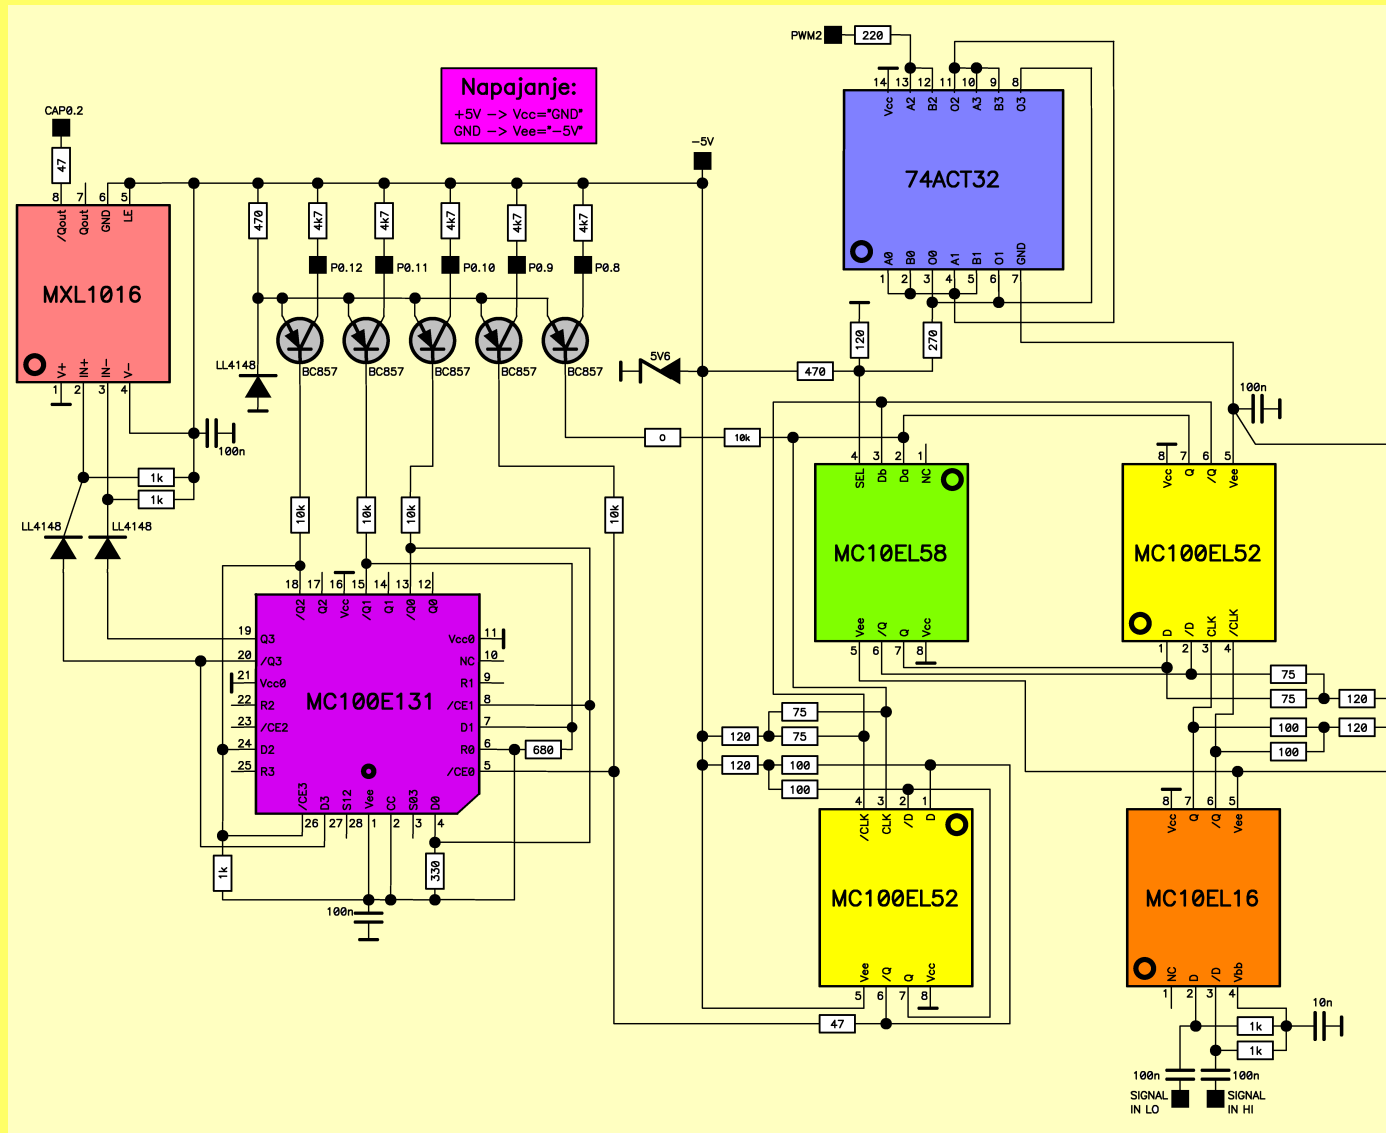 PWM2
220
14 13 12 11 10 9 8
Vcc A2 B2 O2 A3 B3 O3
74ACT32
A0 B0 O0 A1 B1 O1 GND
1 2 3 4 5 6 7
Napajanje:
+5V -> Vcc="GND"
GND -> Vee="-5V"
CAP0.2
47
8 7 6 5
/Qout Qout GND LE
MXL1016
V+ IN+ IN- V-
1 2 3 4
-5V
470 4k7 4k7 4k7 4k7 4k7
P0.12 P0.11 P0.10 P0.9 P0.8
LL4148
BC857 BC857 BC857 BC857 BC857
5V6
120
270
470
100n
100n
1k
1k
LL4148 LL4148
0
10k
10k 10k 10k 10k
4 3 2 1
SEL Db Da NC
MC10EL58
Vee /Q Q Vcc
5 6 7 8
8 7 6 5
Vcc Q /Q Vee
MC100EL52
D /D CLK /CLK
1 2 3 4
18 17 16 15 14 13 12
/Q2 Q2 Vcc /Q1 Q1 /Q0 Q0
19 Q3
20 /Q3
21 Vcc0
22 R2
23 /CE2
24 D2
25 R3
MC100E131
Vcc0 11
NC 10
R1 9
/CE1 8
D1 7
R0 6
/CE0 5
680
/CE3 D3 S12 Vee CC S03 D0
26 27 28 1 2 3 4
1k
330
100n
75
120 75
120 100
100
75
75 120
100 120
100
4 3 2 1
/CLK CLK /D D
MC100EL52
Vee /Q Q Vcc
5 6 7 8
47
8 7 6 5
Vcc Q /Q Vee
MC10EL16
NC D /D Vbb
1 2 3 4
10n
1k
1k
100n 100n
SIGNAL
IN LO
SIGNAL
IN HI